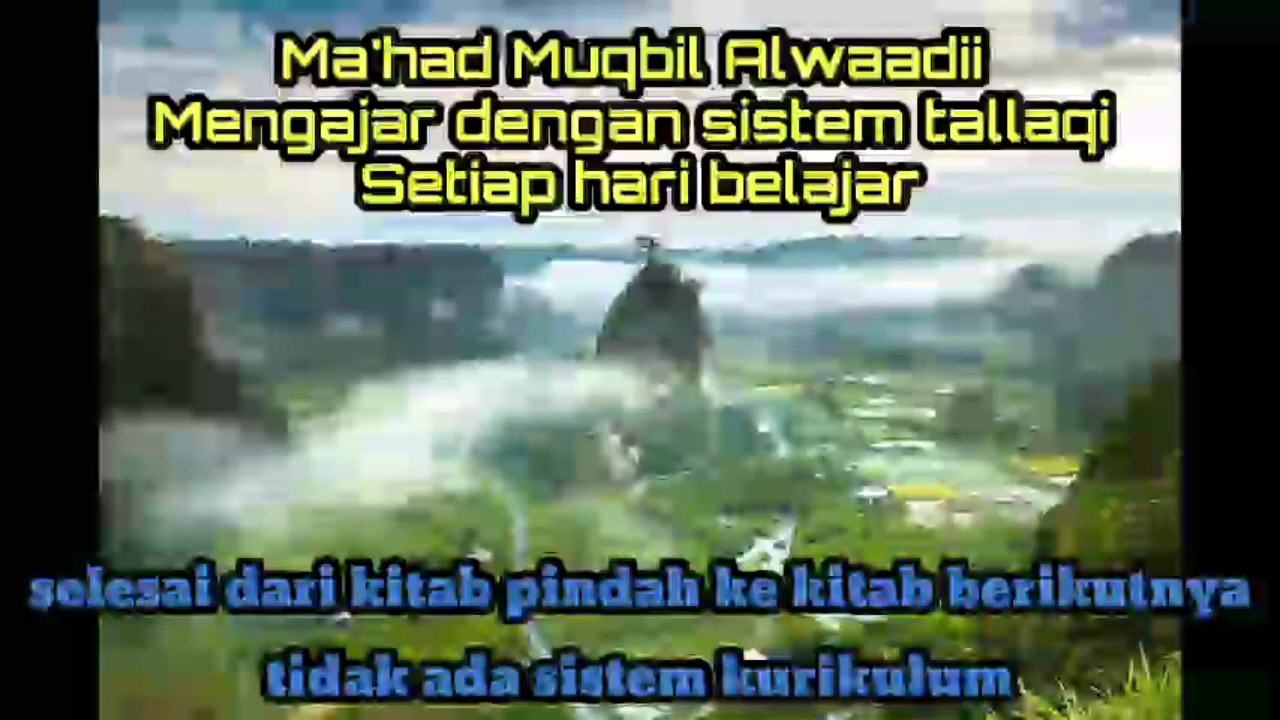 Ma'had Muqbil Alwaadii
Mengajar dengan sistem tallaqi
Setiap hari belajar
selesai dari kitab pindah ke kitab berikutnya
tidak ada sistem kurikulum